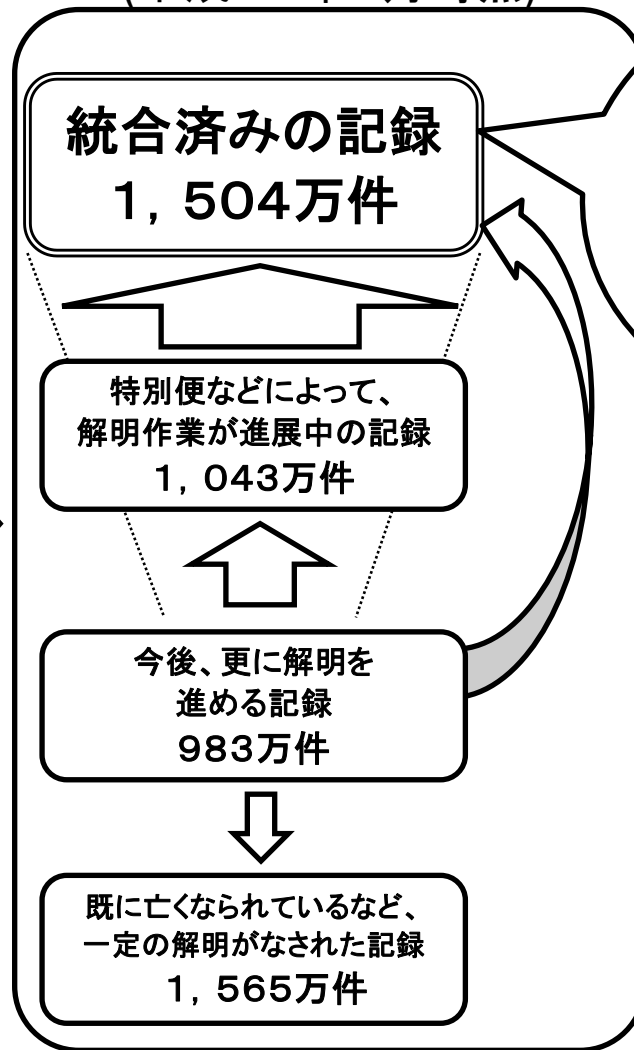 統合済みの記録
1，504万件
特別便などによって、
解明作業が進展中の記録
1，043万件
今後、更に解明を
進める記録
983万件
既に亡くなられているなど、
一定の解明がなされた記録
1，565万件